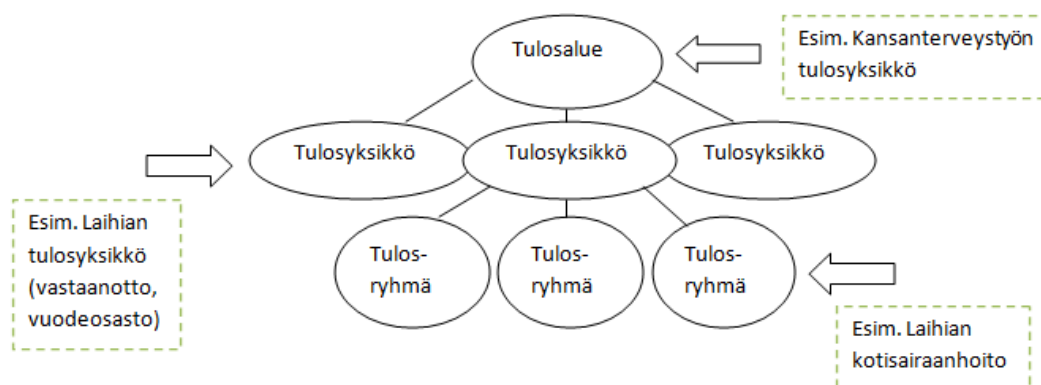 Tulosalue
Esim. Kansanterveystyön
tulosyksikkö
Tulosyksikkö
Tulosyksikkö
Tulosyksikkö
Esim. Laihian
tulosyksikkö
(vastaanotto,
vuodeosasto)
Tulos-
ryhmä
Tulos-
ryhmä
Tulos-
ryhmä
Esim. Laihian
kotisairaanhoito